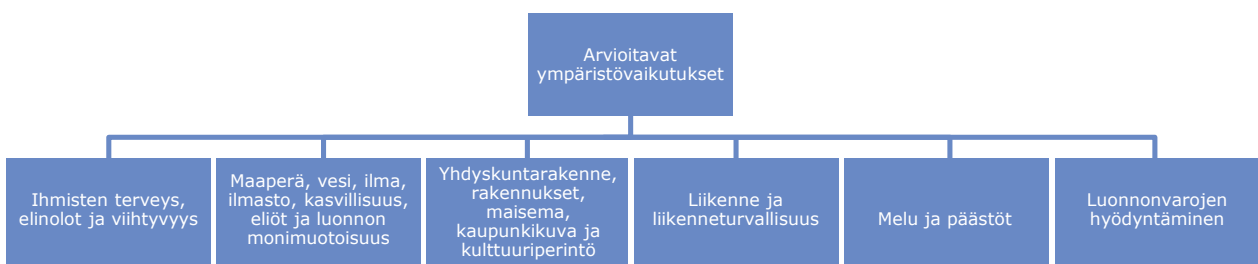 Arvioitavat
ympäristövaikutukset
Ihmisten terveys,
elinolot ja viihtyvyys
Maaperä, vesi, ilma,
ilmasto, kasvillisuus,
eliöt ja luonnon
monimuotoisuus
Yhdyskuntarakenne,
rakennukset,
maisema,
kaupunkikuva ja
kulttuuriperintö
Liikenne ja
liikenneturvallisuus
Melu ja päästöt
Luonnonvarojen
hyödyntäminen